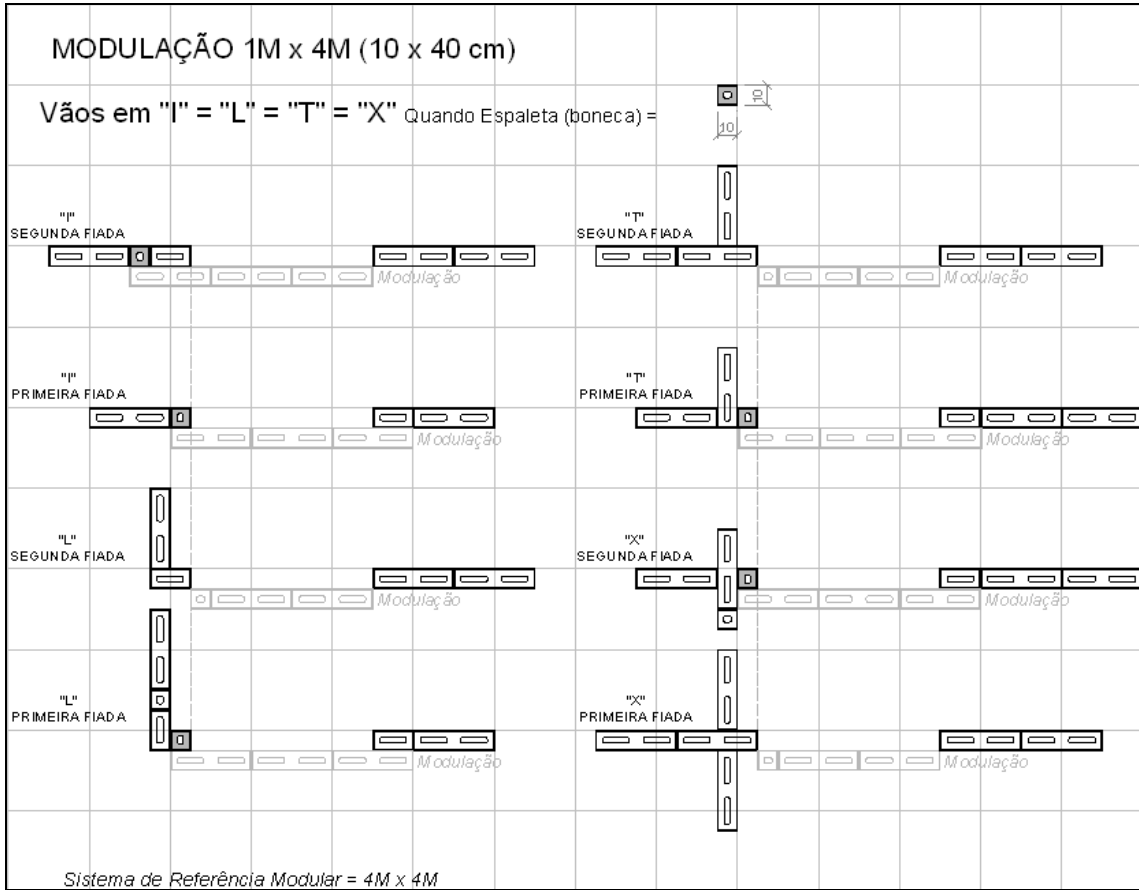 MODULAÇÃO 1M x 4M (10 x 40 cm)
Vãos em "I" = "L" = "T" = "X" Quando Espaleta (boneca) =
10
10
"I"
SEGUNDA FIADA
Modulação
"T"
SEGUNDA FIADA
Modulação
"I"
PRIMEIRA FIADA
Modulação
"T"
PRIMEIRA FIADA
Modulação
"L"
SEGUNDA FIADA
Modulação
"X"
SEGUNDA FIADA
Modulação
"L"
PRIMEIRA FIADA
Modulação
"X"
PRIMEIRA FIADA
Modulação
Sistema de Referência Modular = 4M x 4M